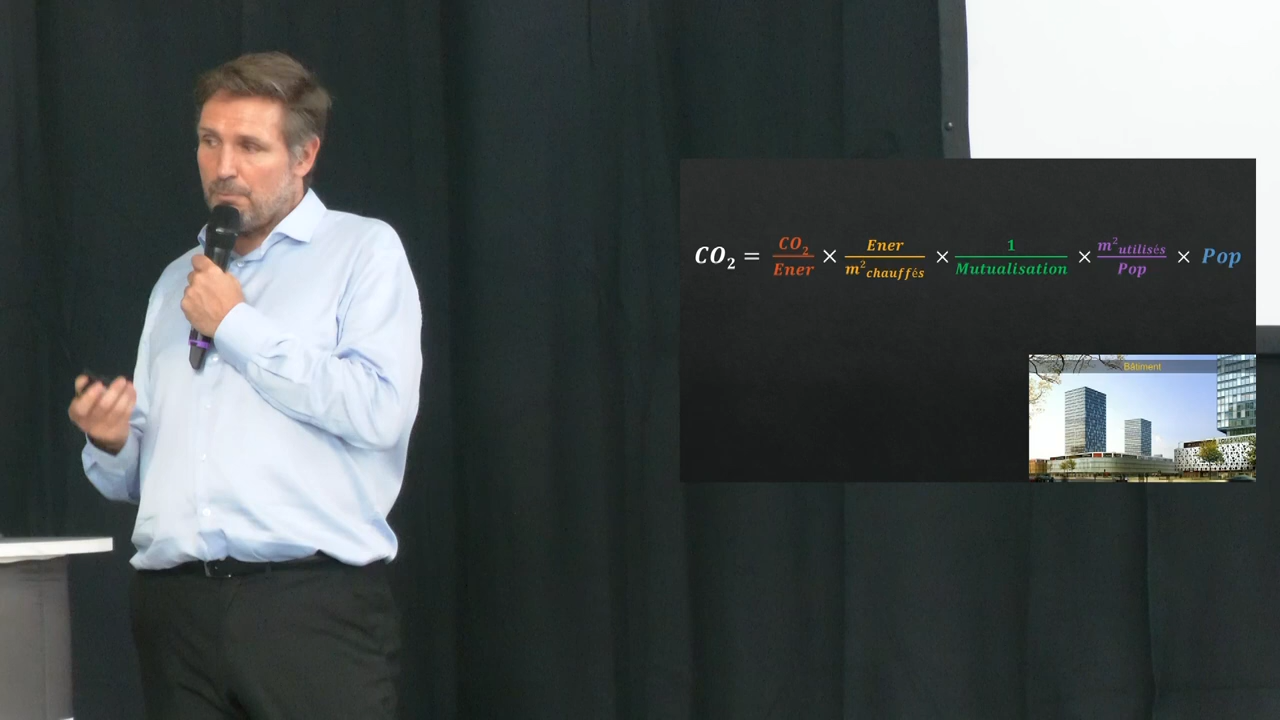 CO₂ = CO₂/Ener × Ener/m²chauffés × 1/Mutualisation × m²utilisés/Pop × Pop
Bâtiment